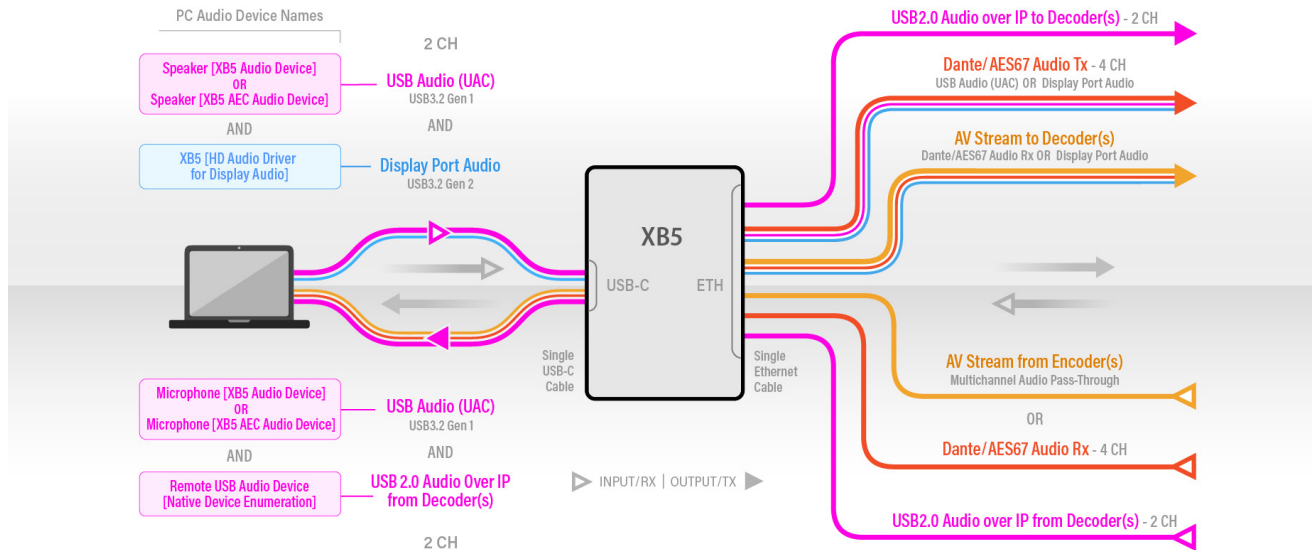 PC Audio Device Names
2 CH
Speaker [XB5 Audio Device]
OR
Speaker [XB5 AEC Audio Device]
USB Audio (UAC)
USB3.2 Gen 1
AND
AND
XB5 [HD Audio Driver
for Display Audio]
Display Port Audio
USB3.2 Gen 2
USB2.0 Audio over IP to Decoder(s) - 2 CH
Dante/AES67 Audio Tx - 4 CH
USB Audio (UAC) OR Display Port Audio
AV Stream to Decoder(s)
Dante/AES67 Audio Rx OR Display Port Audio
XB5
USB-C
ETH
Single
USB-C
Cable
Single
Ethernet
Cable
Microphone [XB5 Audio Device]
OR
Microphone [XB5 AEC Audio Device]
USB Audio (UAC)
USB3.2 Gen 1
AND
AND
Remote USB Audio Device
[Native Device Enumeration]
USB 2.0 Audio Over IP
from Decoder(s)
2 CH
INPUT/RX | OUTPUT/TX
AV Stream from Encoder(s)
Multichannel Audio Pass-Through
OR
Dante/AES67 Audio Rx - 4 CH
USB2.0 Audio over IP from Decoder(s) - 2 CH